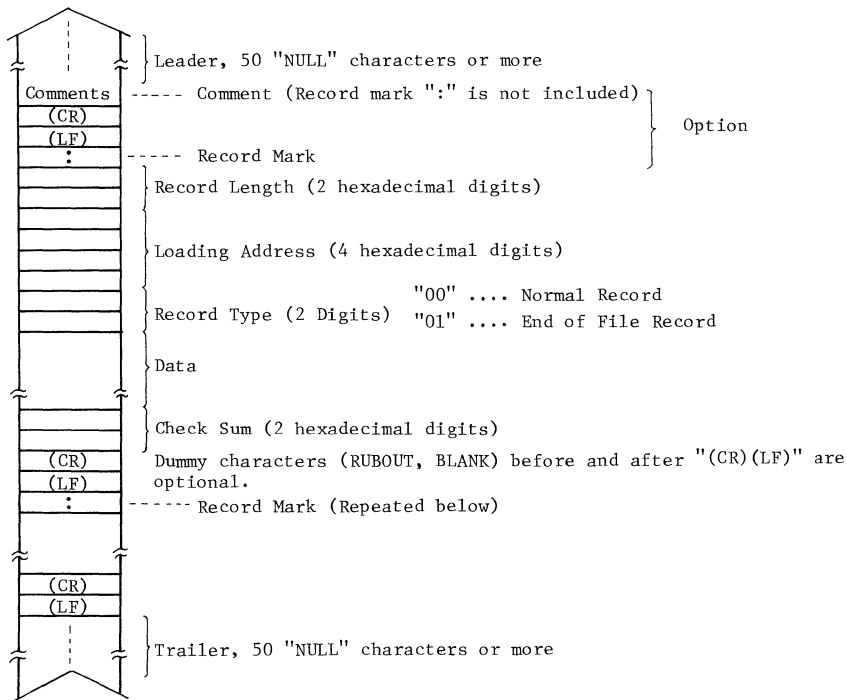 Leader, 50 "NULL" characters or more
Comments ----- Comment (Record mark ":" is not included)
(CR)
Option
(LF)
: ----- Record Mark
Record Length (2 hexadecimal digits)
Loading Address (4 hexadecimal digits)
"00" .... Normal Record
Record Type (2 Digits)
"01" .... End of File Record
Data
Check Sum (2 hexadecimal digits)
(CR)
Dummy characters (RUBOUT, BLANK) before and after "(CR)(LF)" are
(LF)
optional.
: ------ Record Mark (Repeated below)
(CR)
(LF)
Trailer, 50 "NULL" characters or more